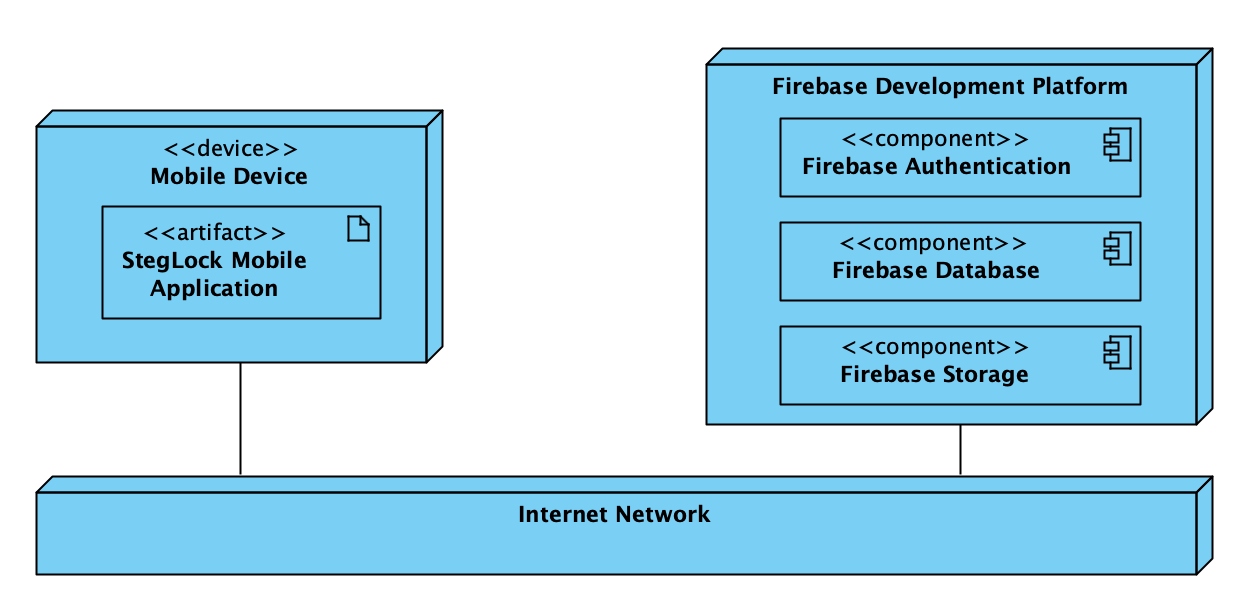 <<device>>
Mobile Device
<<artifact>>
StegLock Mobile
Application
Firebase Development Platform
<<component>>
Firebase Authentication
<<component>>
Firebase Database
<<component>>
Firebase Storage
Internet Network